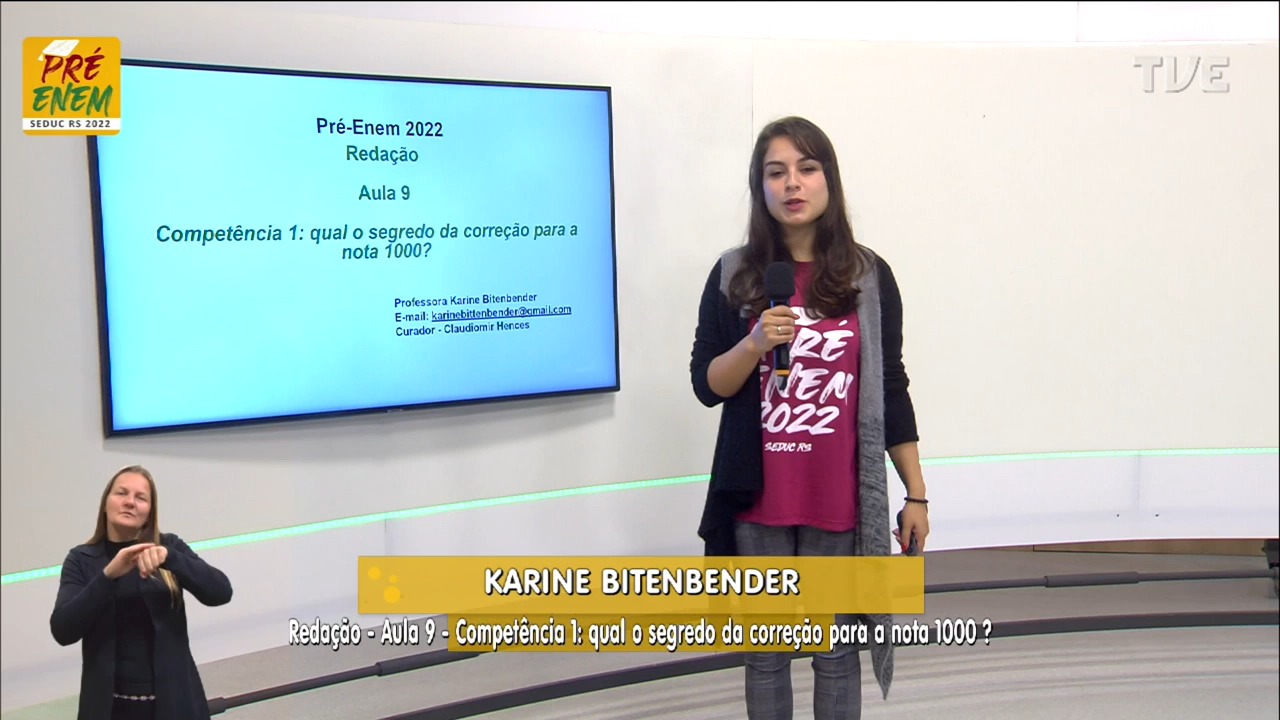 PRÉ
ENEM
SEDUC RS 2022
TVE
Pré-Enem 2022
Redação
Aula 9
Competência 1: qual o segredo da correção para a
nota 1000?
Professora Karine Bitenbender
E-mail: karinebittenbender@gmail.com
Curador - Claudiomir Hences
PRÉ
ENEM
2022
SEDUC RS
KARINE BITENBENDER
Redação - Aula 9 - Competência 1: qual o segredo da correção para a nota 1000 ?